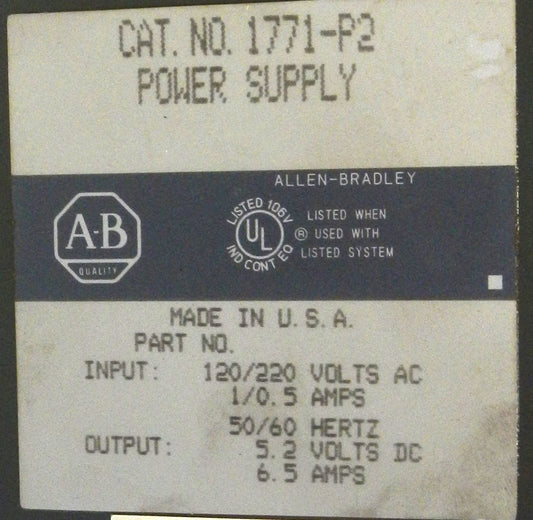 CAT. NO. 1771-P2
POWER SUPPLY
ALLEN-BRADLEY
A-B
QUALITY
LISTED 106V
UL
®
IND CONT EQ
LISTED WHEN
USED WITH
LISTED SYSTEM
MADE IN U.S.A.
PART NO.
INPUT: 120/220 VOLTS AC
1/0.5 AMPS
50/60 HERTZ
OUTPUT: 5.2 VOLTS DC
6.5 AMPS